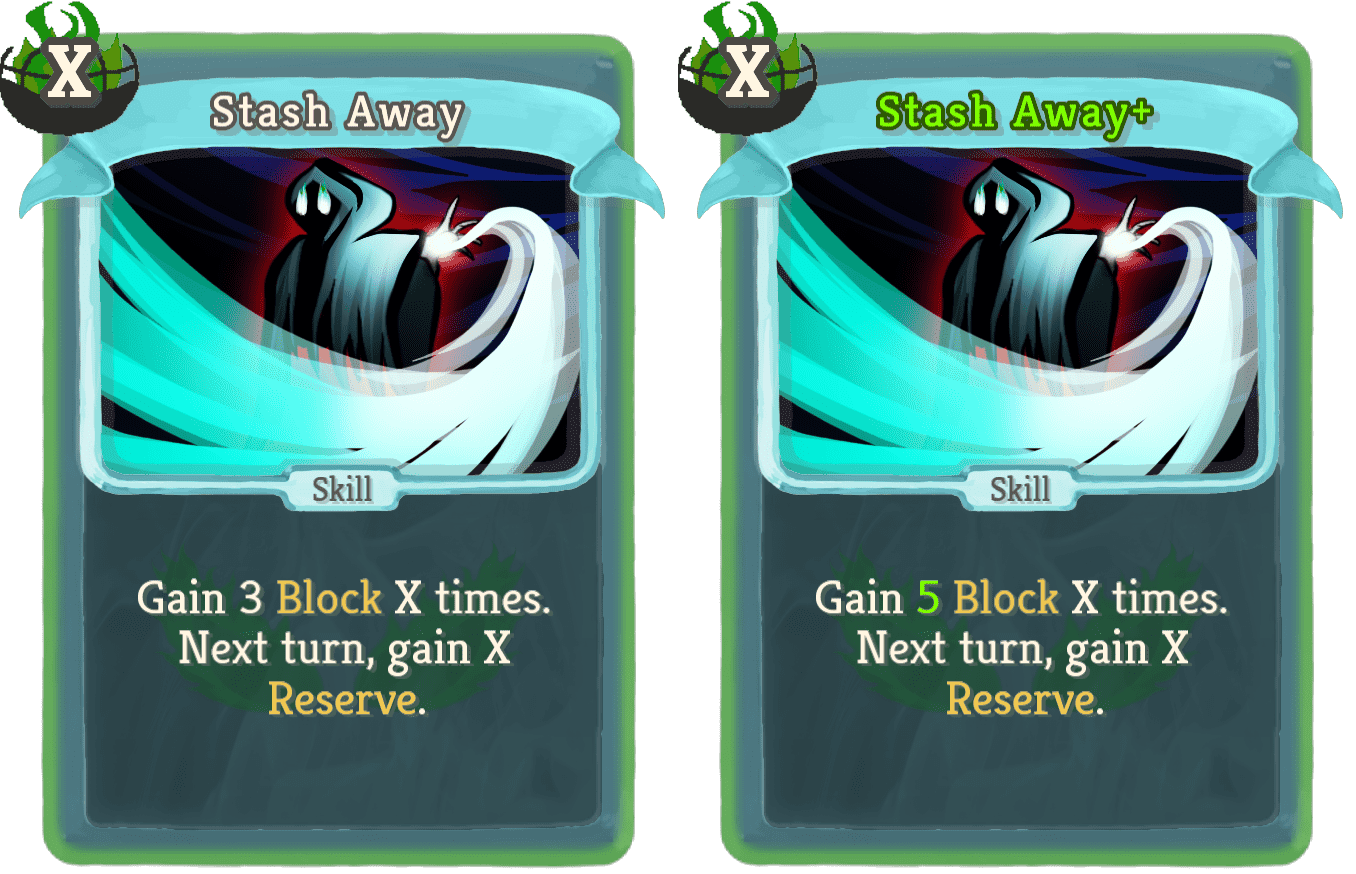 X
Stash Away
Skill
Gain 3 Block X times.
Next turn, gain X
Reserve.
X
Stash Away+
Skill
Gain 5 Block X times.
Next turn, gain X
Reserve.